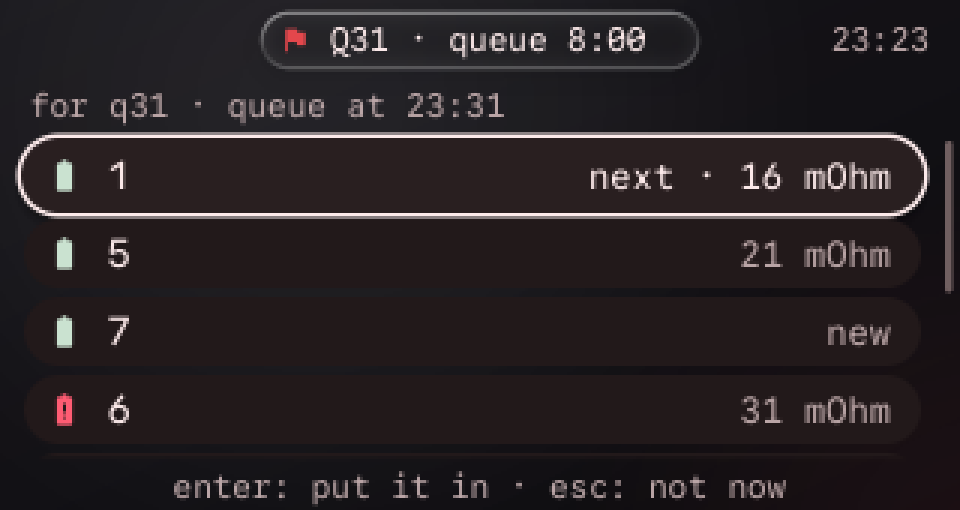 Q31 · queue 8:00
23:23
for q31 · queue at 23:31
1 next · 16 mOhm
5 21 mOhm
7 new
6 31 mOhm
enter: put it in · esc: not now